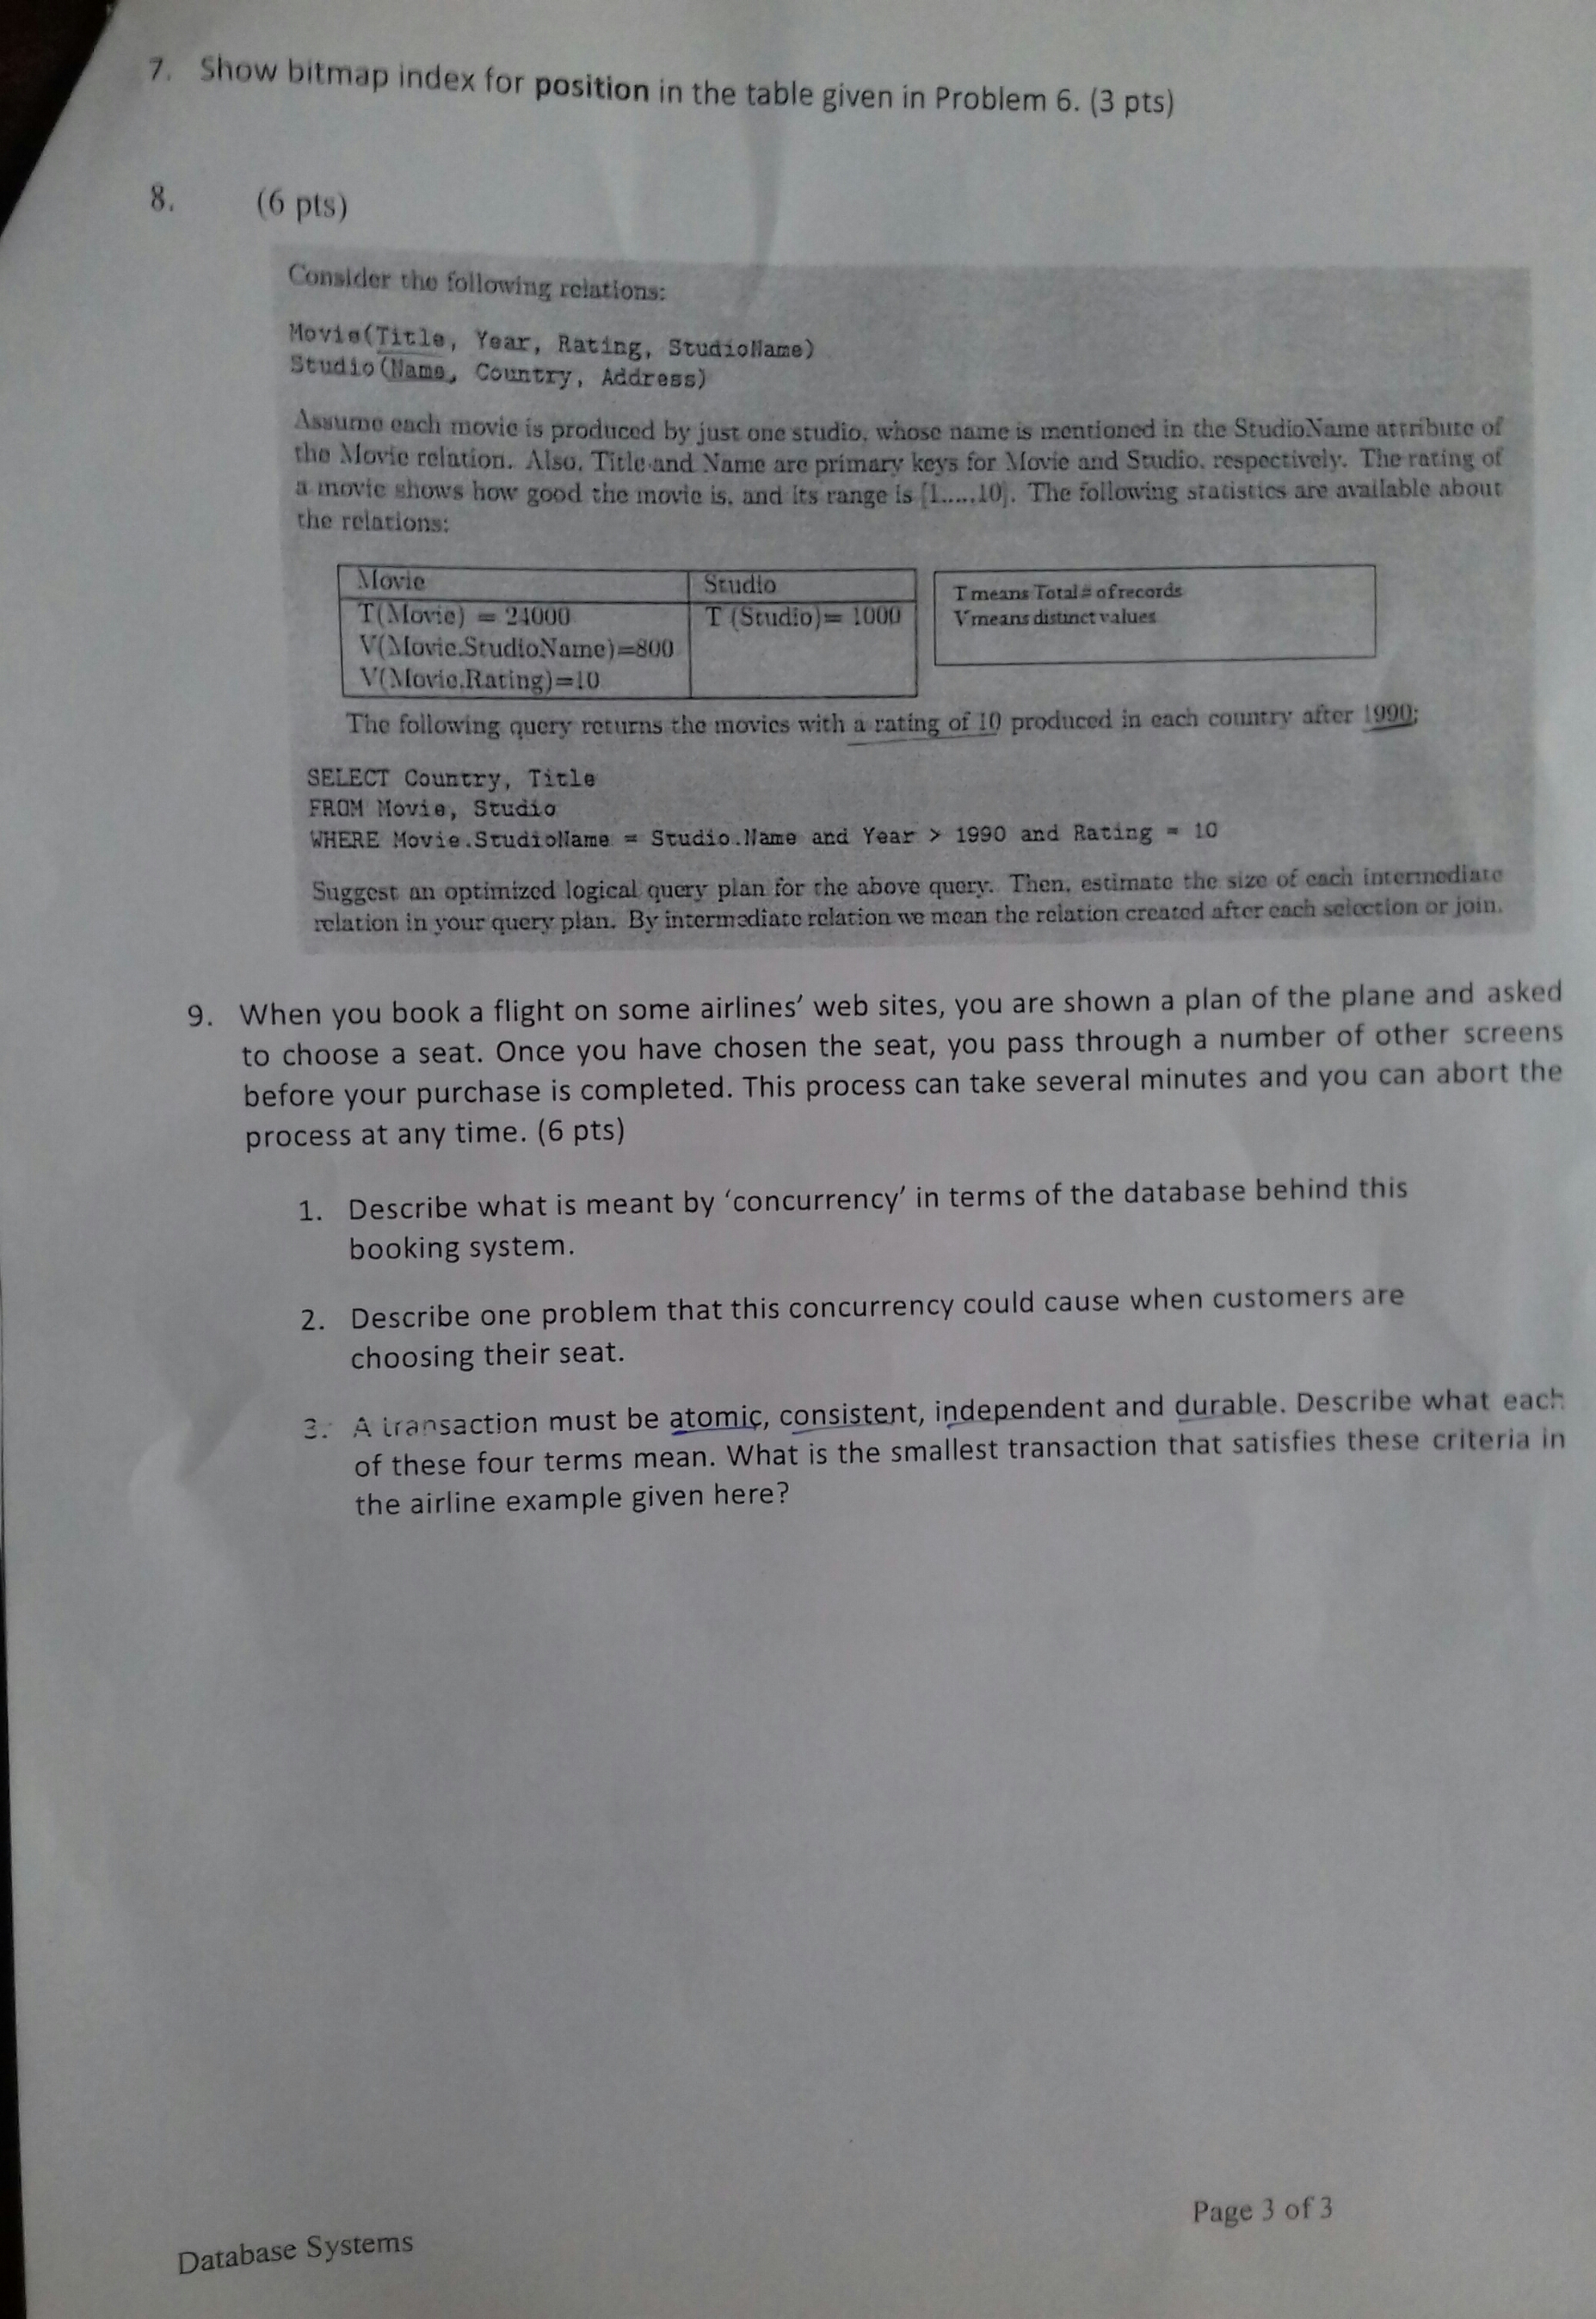 7. Show bitmap index for position in the table given in Problem 6. (3 pts)
8. (6 pts)
Consider the following relations:
Movie(Title, Year, Rating, StudioName)
Studio(Name, Country, Address)
Assume each movie is produced by just one studio, whose name is mentioned in the StudioName attribute of
the Movie relation. Also, Title and Name are primary keys for Movie and Studio, respectively. The rating of
a movie shows how good the movie is, and its range is [1.....10]. The following statistics are available about
the relations:
Movie Studio
T(Movie) = 24000 T (Studio)= 1000
V(Movie.StudioName)=800
V(Movie.Rating)=10
T means Total # of records
V means distinct values
The following query returns the movies with a rating of 10 produced in each country after 1990;
SELECT Country, Title
FROM Movie, Studio
WHERE Movie.StudioName = Studio.Name and Year > 1990 and Rating = 10
Suggest an optimized logical query plan for the above query. Then, estimate the size of each intermediate
relation in your query plan. By intermediate relation we mean the relation created after each selection or join.
9. When you book a flight on some airlines' web sites, you are shown a plan of the plane and asked
to choose a seat. Once you have chosen the seat, you pass through a number of other screens
before your purchase is completed. This process can take several minutes and you can abort the
process at any time. (6 pts)
1. Describe what is meant by 'concurrency' in terms of the database behind this
booking system.
2. Describe one problem that this concurrency could cause when customers are
choosing their seat.
3. A transaction must be atomic, consistent, independent and durable. Describe what each
of these four terms mean. What is the smallest transaction that satisfies these criteria in
the airline example given here?
Page 3 of 3
Database Systems